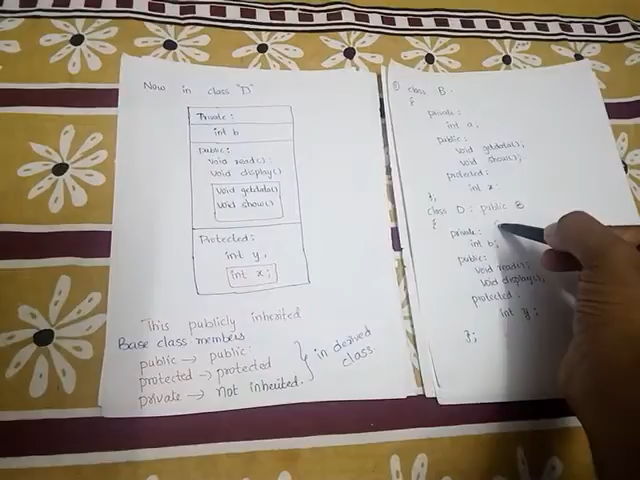 Now in class "D"
Private:
int b
public:
void read();
void display()
void getdata()
void show()
Protected:
int y,
int x;
This publicly inherited
Base class members
public → public
protected → protected
private → not inherited.
} in derived
class
① class B.
{
private:
int a;
public:
void getdata();
void show();
protected:
int x.
};
class D: public B
{
private:
int b;
public:
void read();
void display();
protected.
int y;
};